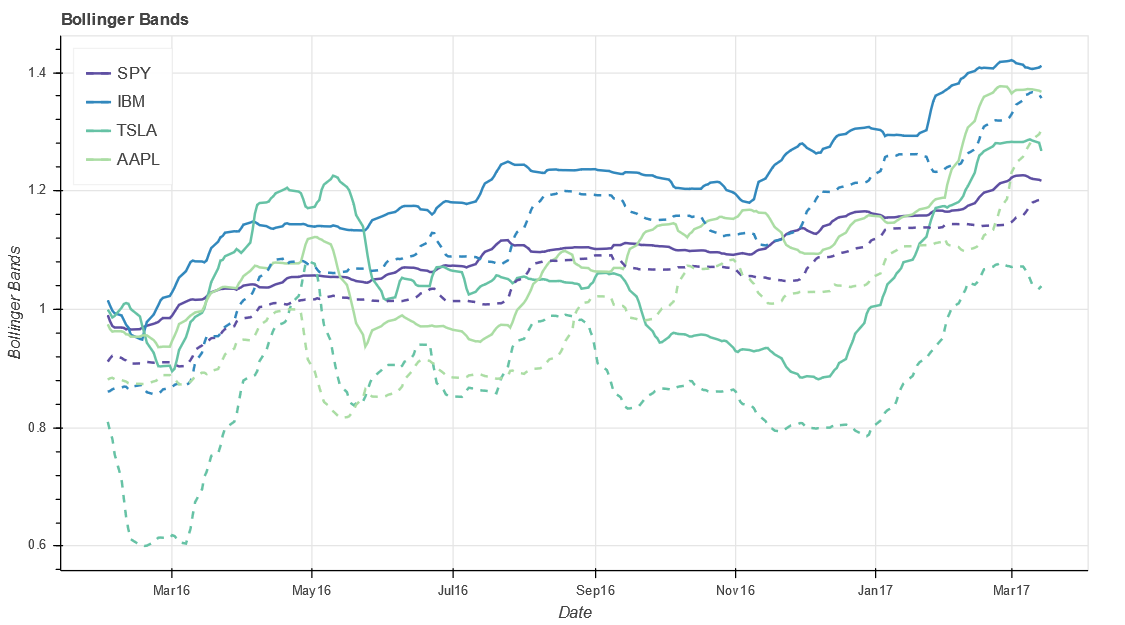 Bollinger Bands
SPY
IBM
TSLA
AAPL
Bollinger Bands
1.4
1.2
1
0.8
0.6
Mar16
May16
Jul16
Sep16
Nov16
Jan17
Mar17
Date